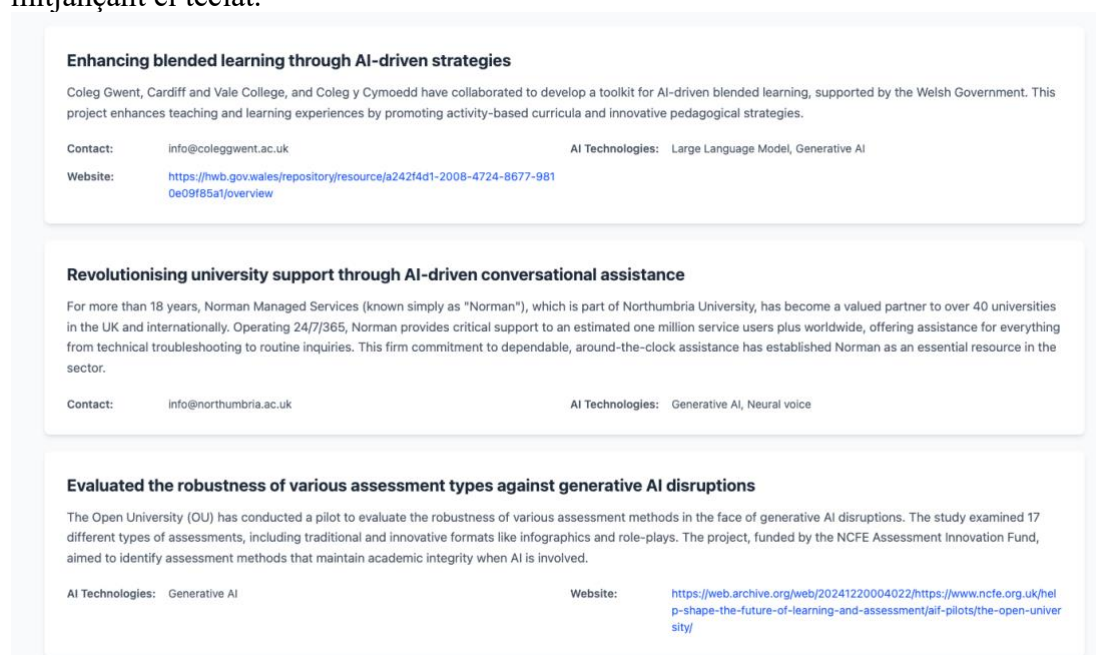 mitjançant el teclat.
Enhancing blended learning through AI-driven strategies
Coleg Gwent, Cardiff and Vale College, and Coleg y Cymoedd have collaborated to develop a toolkit for AI-driven blended learning, supported by the Welsh Government. This
project enhances teaching and learning experiences by promoting activity-based curricula and innovative pedagogical strategies.
Contact: info@coleggwent.ac.uk AI Technologies: Large Language Model, Generative AI
Website: https://hwb.gov.wales/repository/resource/a242f4d1-2008-4724-8677-981
0e09f85a1/overview
Revolutionising university support through AI-driven conversational assistance
For more than 18 years, Norman Managed Services (known simply as "Norman"), which is part of Northumbria University, has become a valued partner to over 40 universities
in the UK and internationally. Operating 24/7/365, Norman provides critical support to an estimated one million service users plus worldwide, offering assistance for everything
from technical troubleshooting to routine inquiries. This firm commitment to dependable, around-the-clock assistance has established Norman as an essential resource in the
sector.
Contact: info@northumbria.ac.uk AI Technologies: Generative AI, Neural voice
Evaluated the robustness of various assessment types against generative AI disruptions
The Open University (OU) has conducted a pilot to evaluate the robustness of various assessment methods in the face of generative AI disruptions. The study examined 17
different types of assessments, including traditional and innovative formats like infographics and role-plays. The project, funded by the NCFE Assessment Innovation Fund,
aimed to identify assessment methods that maintain academic integrity when AI is involved.
AI Technologies: Generative AI Website: https://web.archive.org/web/20241220004022/https://www.ncfe.org.uk/hel
p-shape-the-future-of-learning-and-assessment/aif-pilots/the-open-univer
sity/